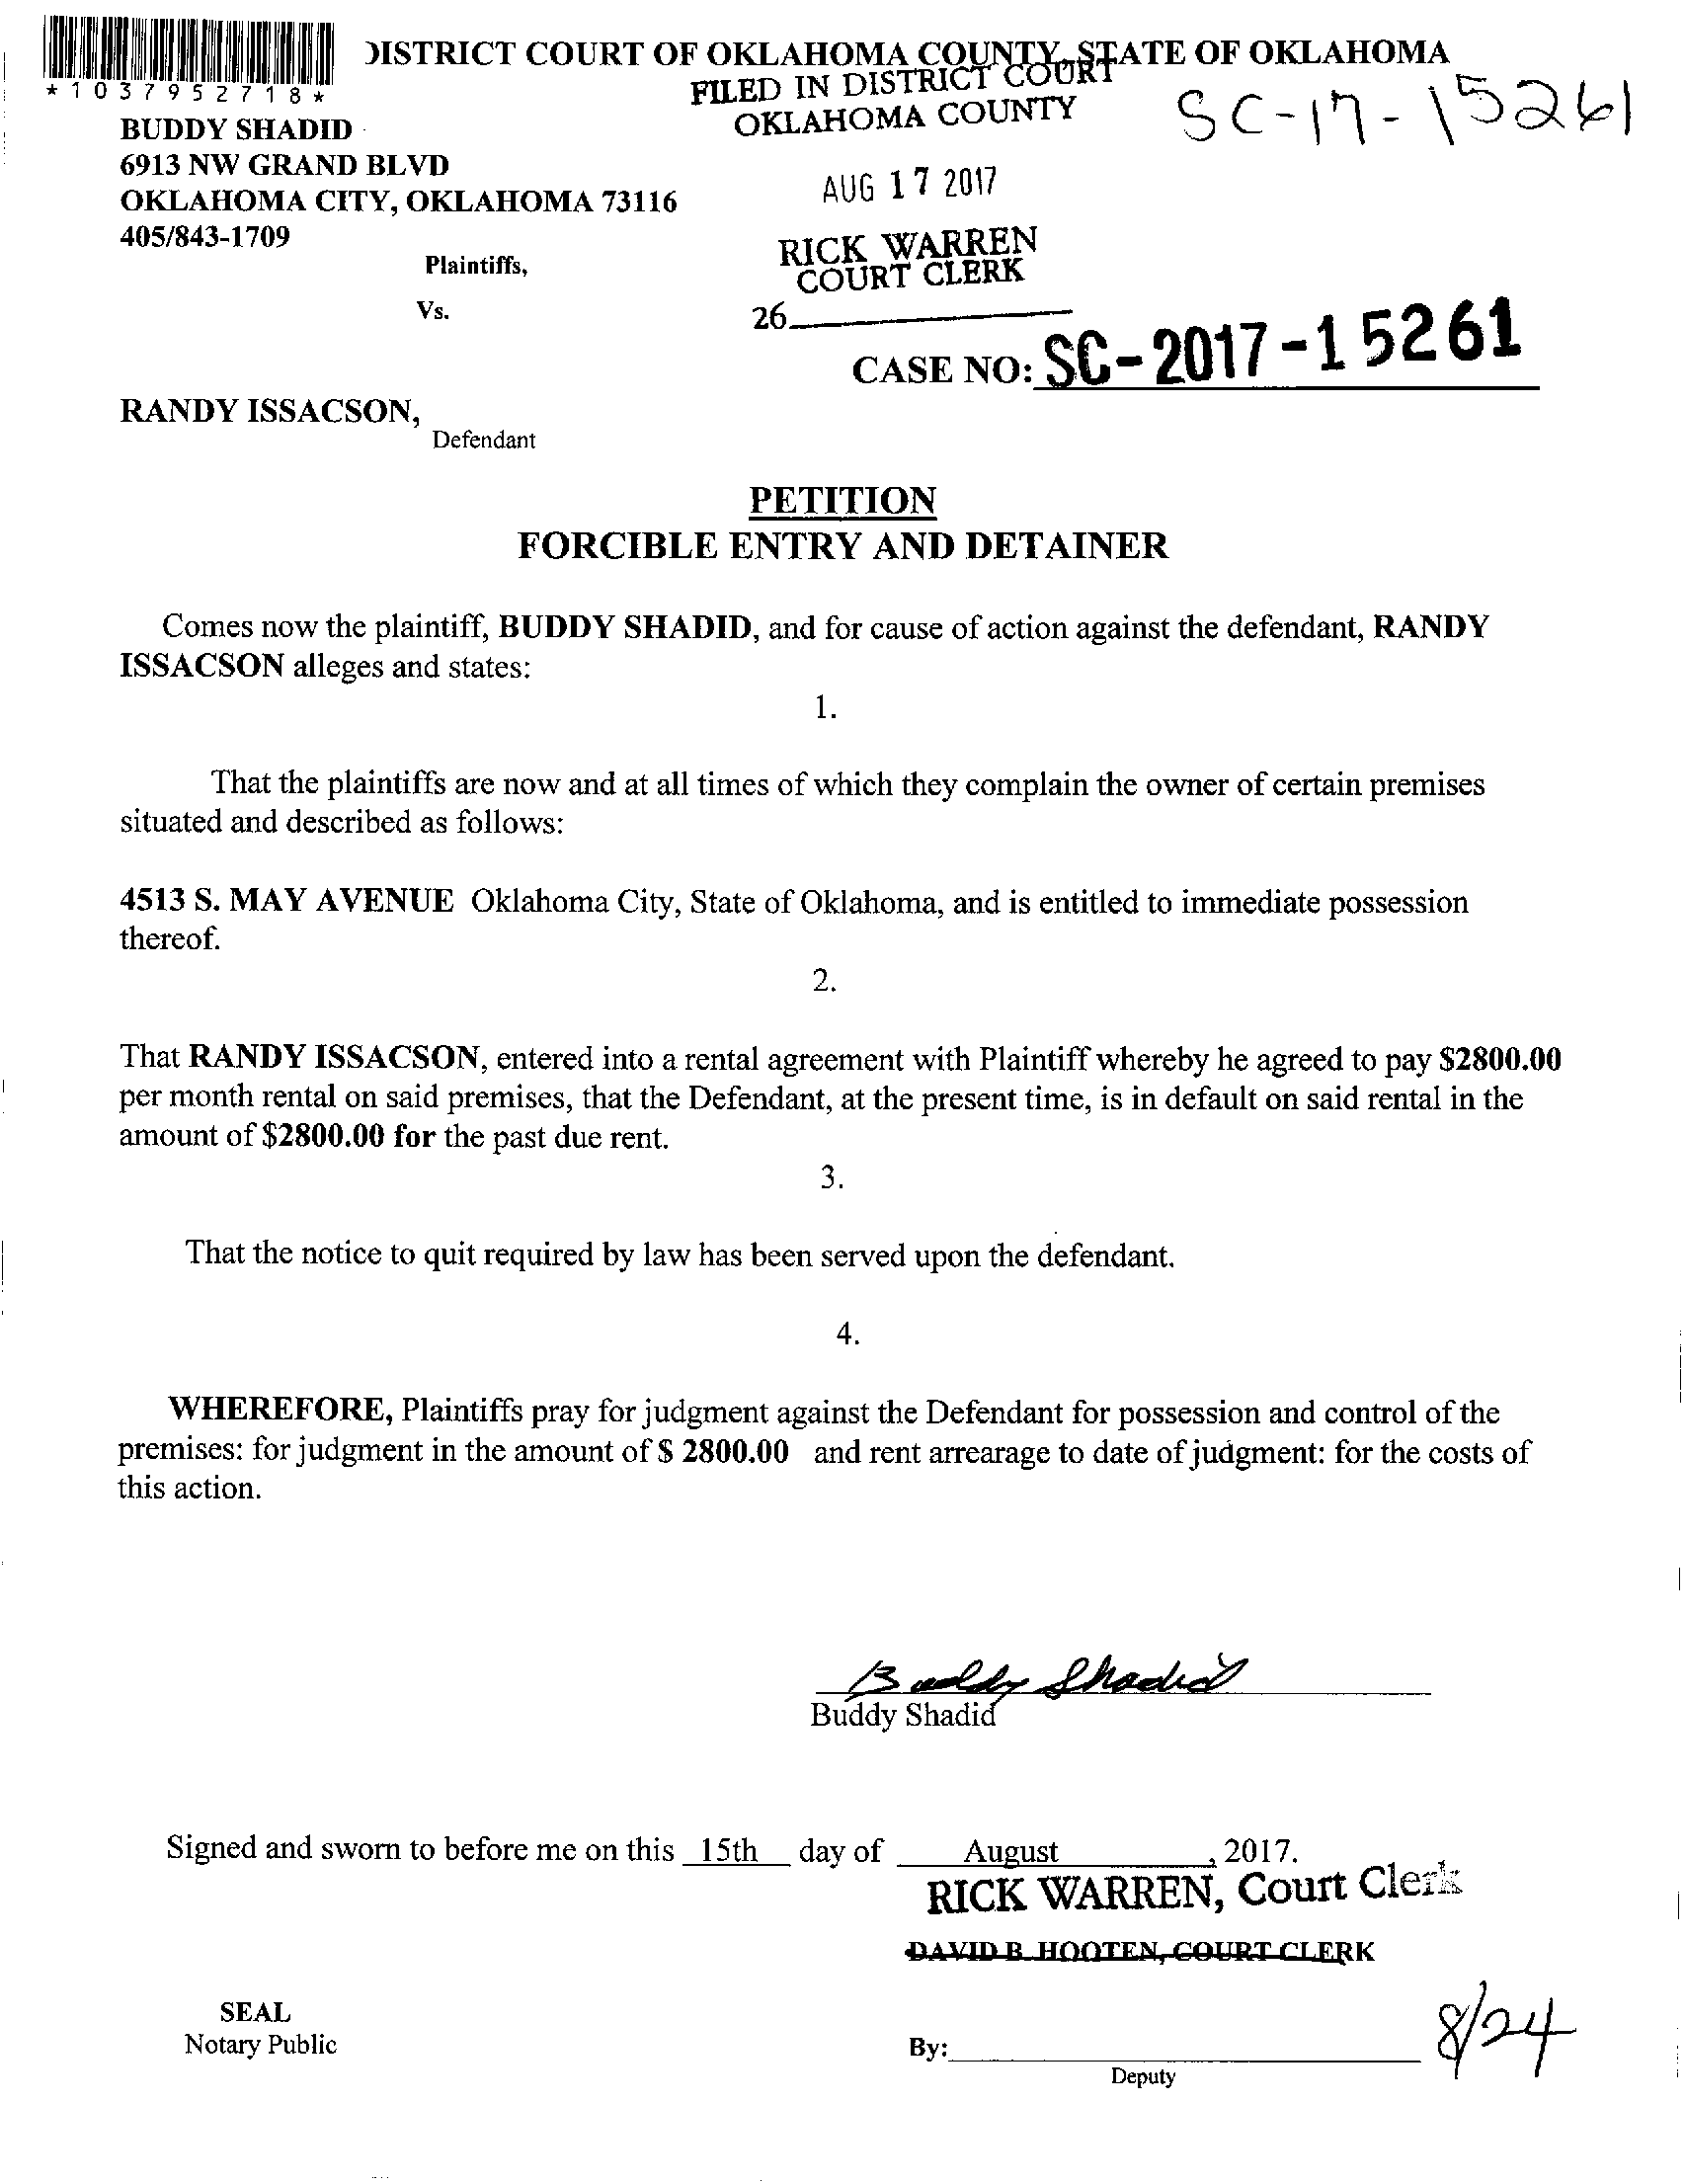 DISTRICT COURT OF OKLAHOMA COUNTY, STATE OF OKLAHOMA
*1037952718*
FILED IN DISTRICT COURT
OKLAHOMA COUNTY
SC-17-15261
BUDDY SHADID
6913 NW GRAND BLVD
OKLAHOMA CITY, OKLAHOMA 73116
405/843-1709
Plaintiffs,
AUG 17 2017
RICK WARREN
COURT CLERK
26
Vs.
CASE NO: SC-2017-15261
RANDY ISSACSON,
Defendant
PETITION
FORCIBLE ENTRY AND DETAINER
Comes now the plaintiff, BUDDY SHADID, and for cause of action against the defendant, RANDY
ISSACSON alleges and states:
1.
That the plaintiffs are now and at all times of which they complain the owner of certain premises
situated and described as follows:
4513 S. MAY AVENUE Oklahoma City, State of Oklahoma, and is entitled to immediate possession
thereof.
2.
That RANDY ISSACSON, entered into a rental agreement with Plaintiff whereby he agreed to pay $2800.00
per month rental on said premises, that the Defendant, at the present time, is in default on said rental in the
amount of $2800.00 for the past due rent.
3.
That the notice to quit required by law has been served upon the defendant.
4.
WHEREFORE, Plaintiffs pray for judgment against the Defendant for possession and control of the
premises: for judgment in the amount of $ 2800.00 and rent arrearage to date of judgment: for the costs of
this action.
Buddy Shadid
Buddy Shadid
Signed and sworn to before me on this 15th day of August, 2017.
RICK WARREN, Court Clerk
DAVID B. HOOTEN, COURT CLERK
SEAL
Notary Public
By:
8/24
Deputy